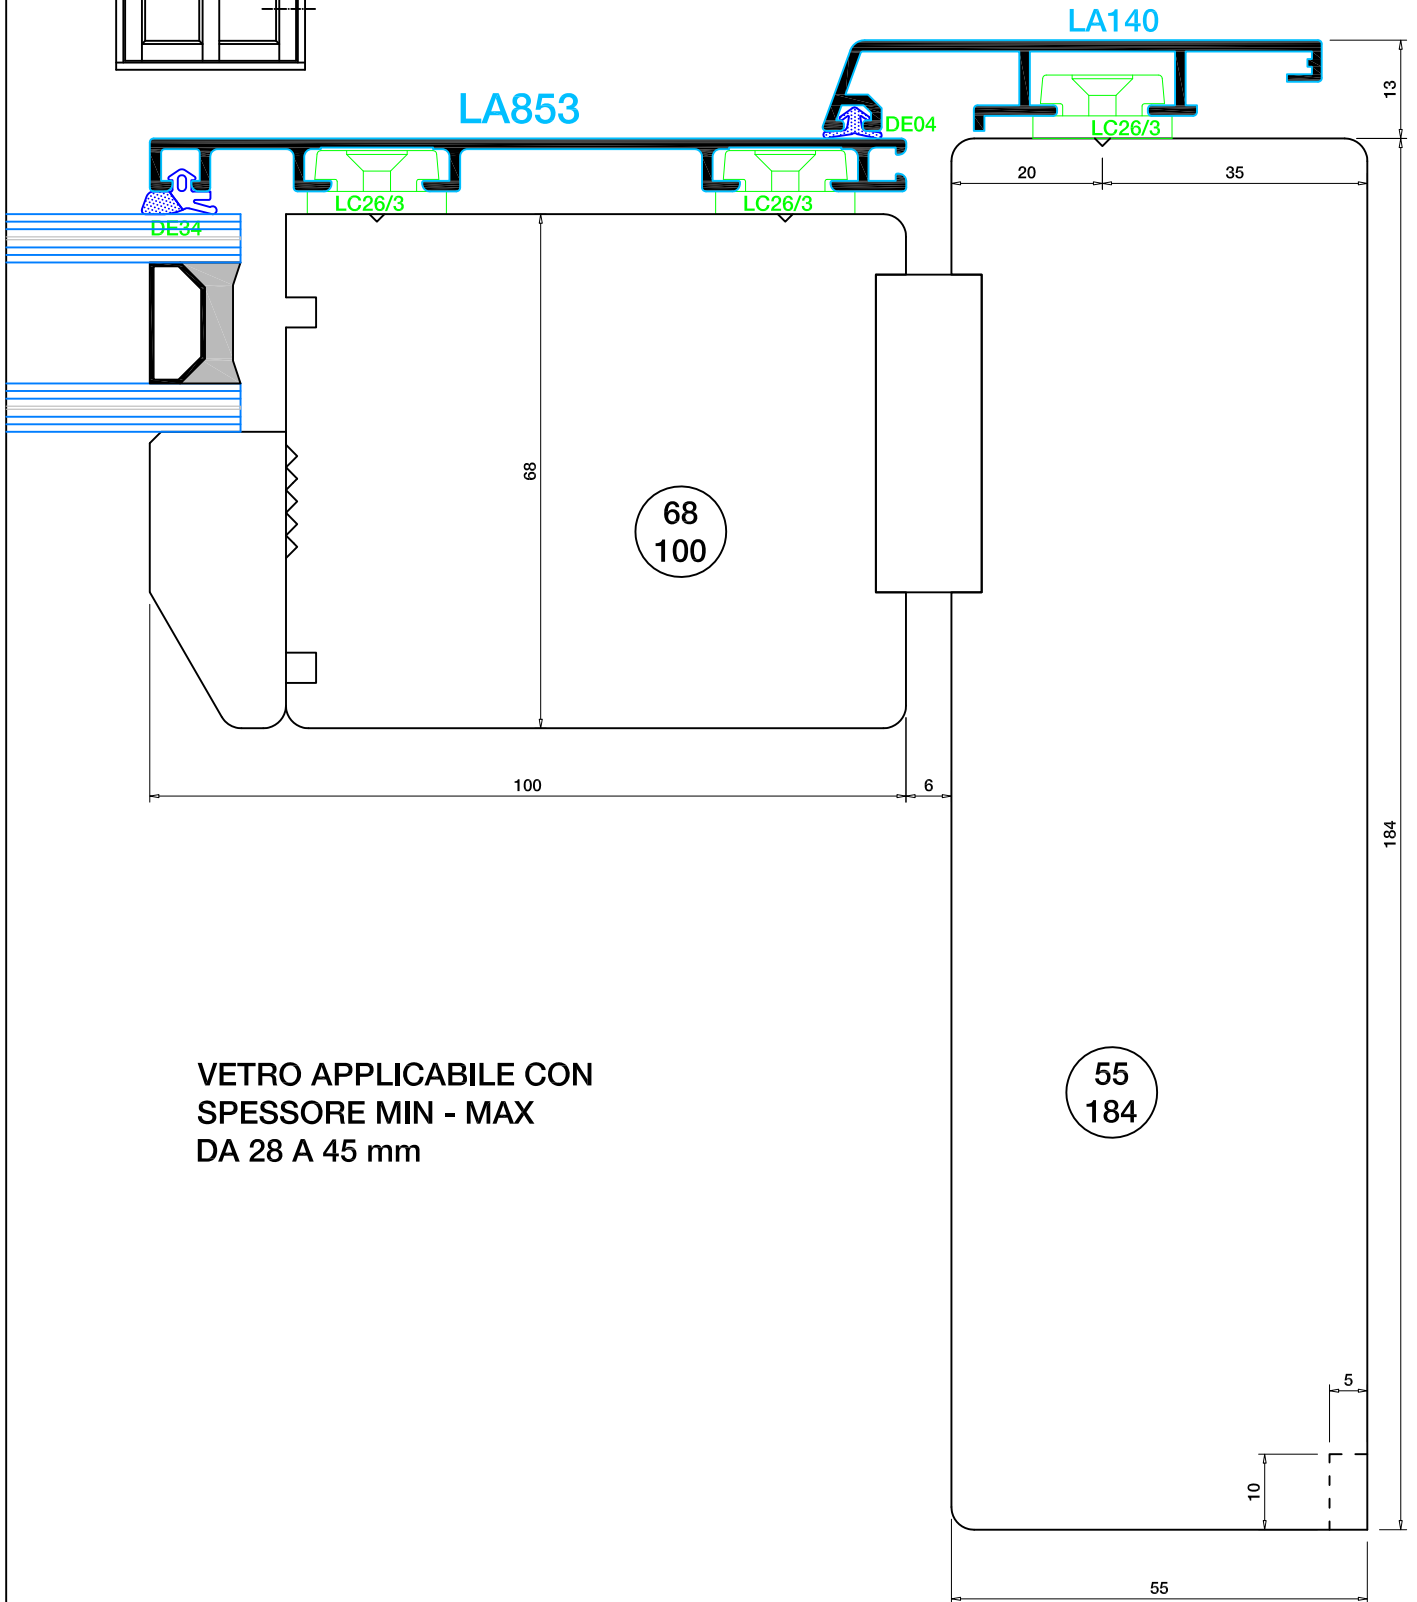 LA140
13
LA853
DE04
LC26/3
20
35
LC26/3
LC26/3
DE34
68
68
100
100
6
184
VETRO APPLICABILE CON
SPESSORE MIN - MAX
DA 28 A 45 mm
55
184
5
10
55